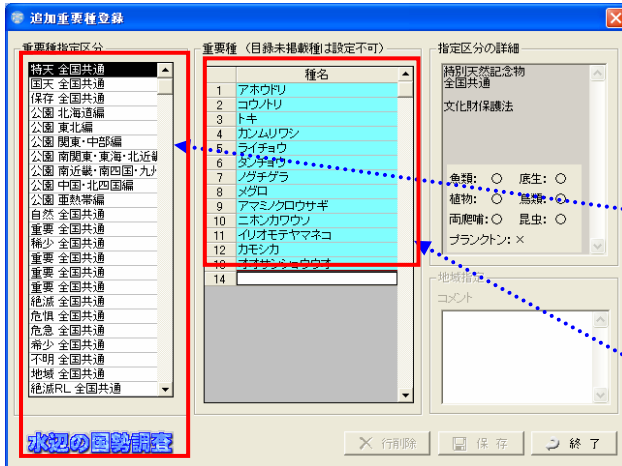 追加重要種登録
重要種指定区分
特天 全国共通
国天 全国共通
保存 全国共通
公園 北海道編
公園 東北編
公園 関東・中部編
公園 南関東・東海・北近
公園 南近畿・南四国・九
公園 中国・北四国編
公園 亜熱帯編
自然 全国共通
重要 全国共通
稀少 全国共通
重要 全国共通
重要 全国共通
重要 全国共通
絶滅 全国共通
危惧 全国共通
危急 全国共通
希少 全国共通
不明 全国共通
地域 全国共通
絶滅RL 全国共通
水辺の国勢調査
重要種（目録未掲載種は設定不可）
種名
1 アホウドリ
2 コウノトリ
3 トキ
4 カンムリワシ
5 ライチョウ
6 タンチョウ
7 ノグチゲラ
8 メグロ
9 アマミノクロウサギ
10 ニホンカワウソ
11 イリオモテヤマネコ
12 カモシカ
13 オオサンショウウオ
14
指定区分の詳細
特別天然記念物
全国共通
文化財保護法
魚類: ○ 底生: ○
植物: ○ 鳥類: ○
両爬哺: ○ 昆虫: ○
プランクトン: ×
地域指定
コメント
行削除
保存
終了